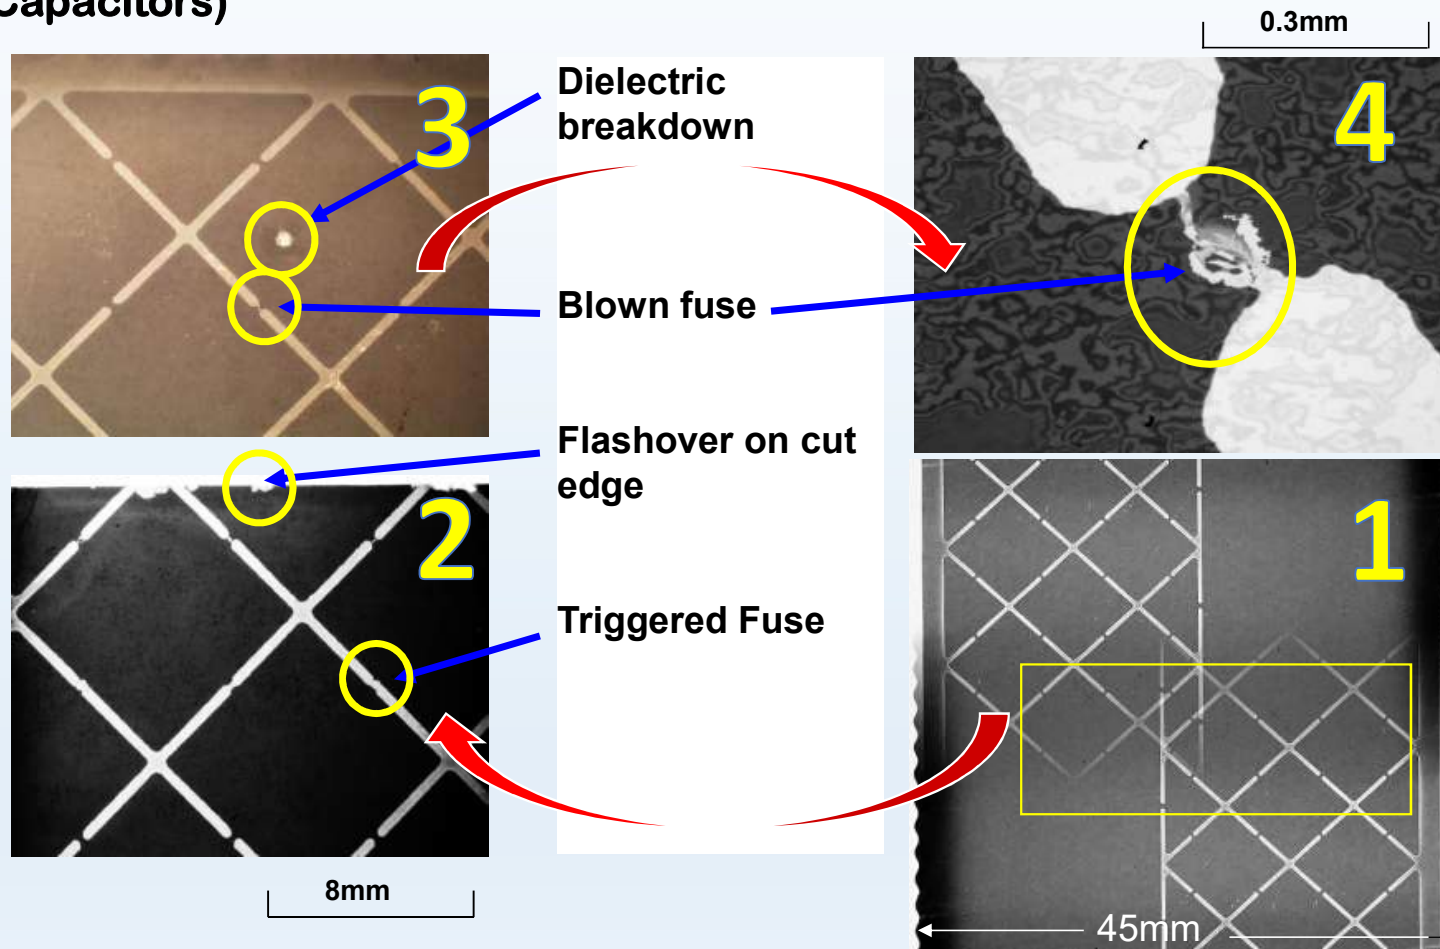 Capacitors)
0.3mm
3
Dielectric
breakdown
4
Blown fuse
Flashover on cut
edge
2
1
Triggered Fuse
8mm
45mm